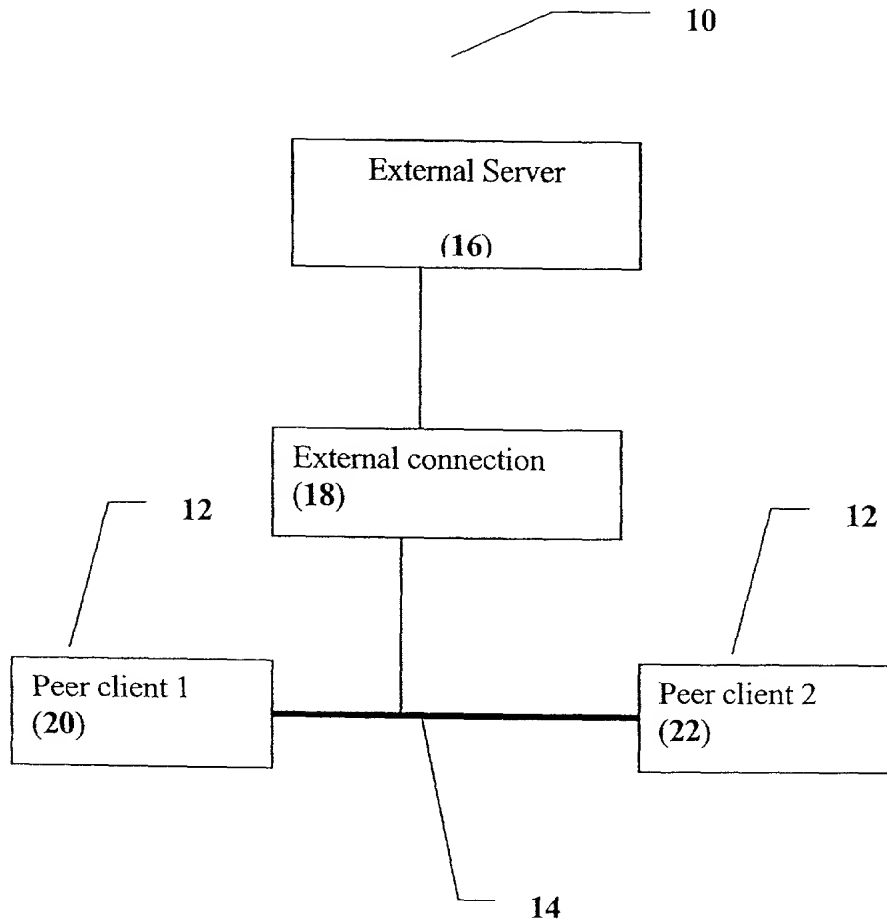 10
External Server
(16)
External connection
(18)
12
12
Peer client 1
(20)
Peer client 2
(22)
14